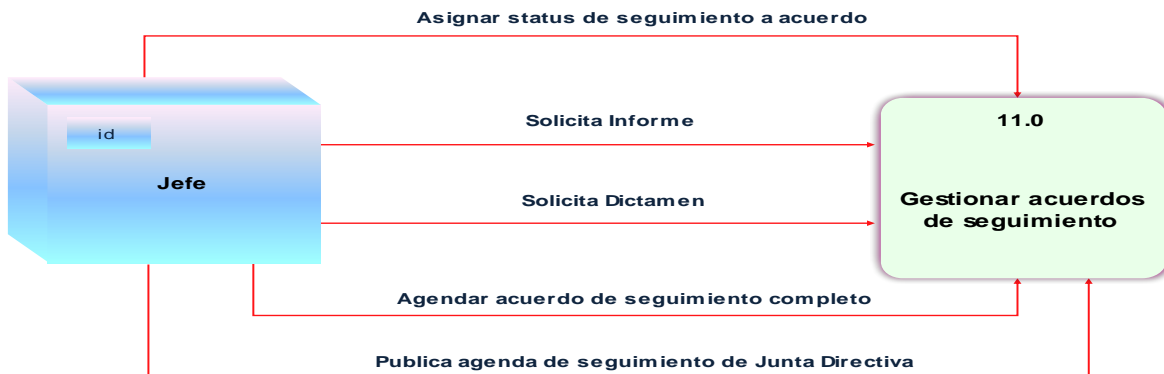 Asignar status de seguimiento a acuerdo
id
Jefe
Solicita Informe
Solicita Dictamen
11.0
Gestionar acuerdos
de seguimiento
Agendar acuerdo de seguimiento completo
Publica agenda de seguimiento de Junta Directiva